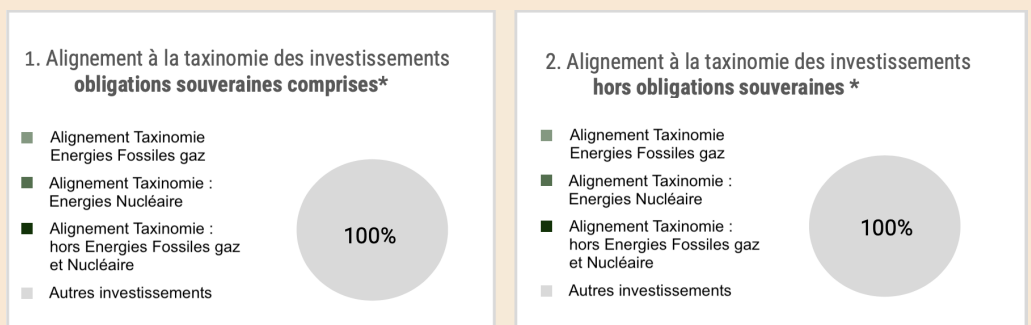 1. Alignement à la taxinomie des investissements
obligations souveraines comprises*
Alignement Taxinomie
Energies Fossiles gaz
Alignement Taxinomie :
Energies Nucléaire
Alignement Taxinomie :
hors Energies Fossiles gaz
et Nucléaire
Autres investissements
100%
2. Alignement à la taxinomie des investissements
hors obligations souveraines *
Alignement Taxinomie
Energies Fossiles gaz
Alignement Taxinomie :
Energies Nucléaire
Alignement Taxinomie :
hors Energies Fossiles gaz
et Nucléaire
Autres investissements
100%